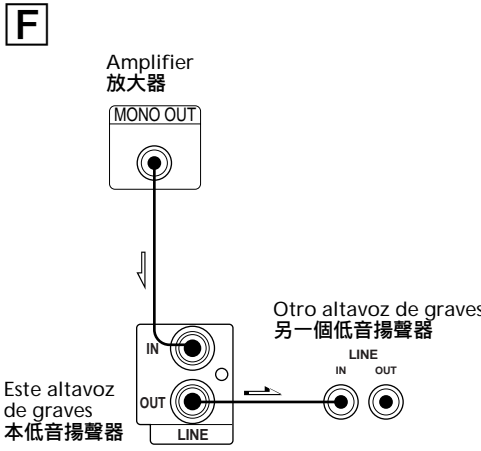 F
Amplifier
放大器
MONO OUT
Otro altavoz de graves
另一個低音揚聲器
LINE
IN OUT
IN
OUT
LINE
Este altavoz
de graves
本低音揚聲器